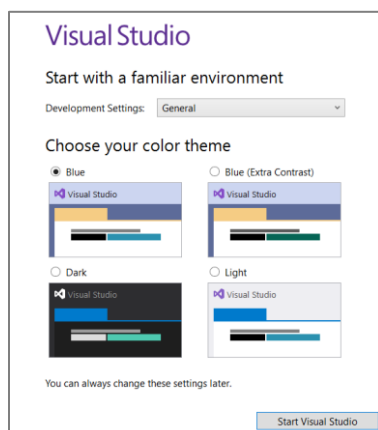 Visual Studio
Start with a familiar environment
Development Settings: General
Choose your color theme
Blue
Blue (Extra Contrast)
Visual Studio
Visual Studio
Dark
Light
Visual Studio
Visual Studio
You can always change these settings later.
Start Visual Studio